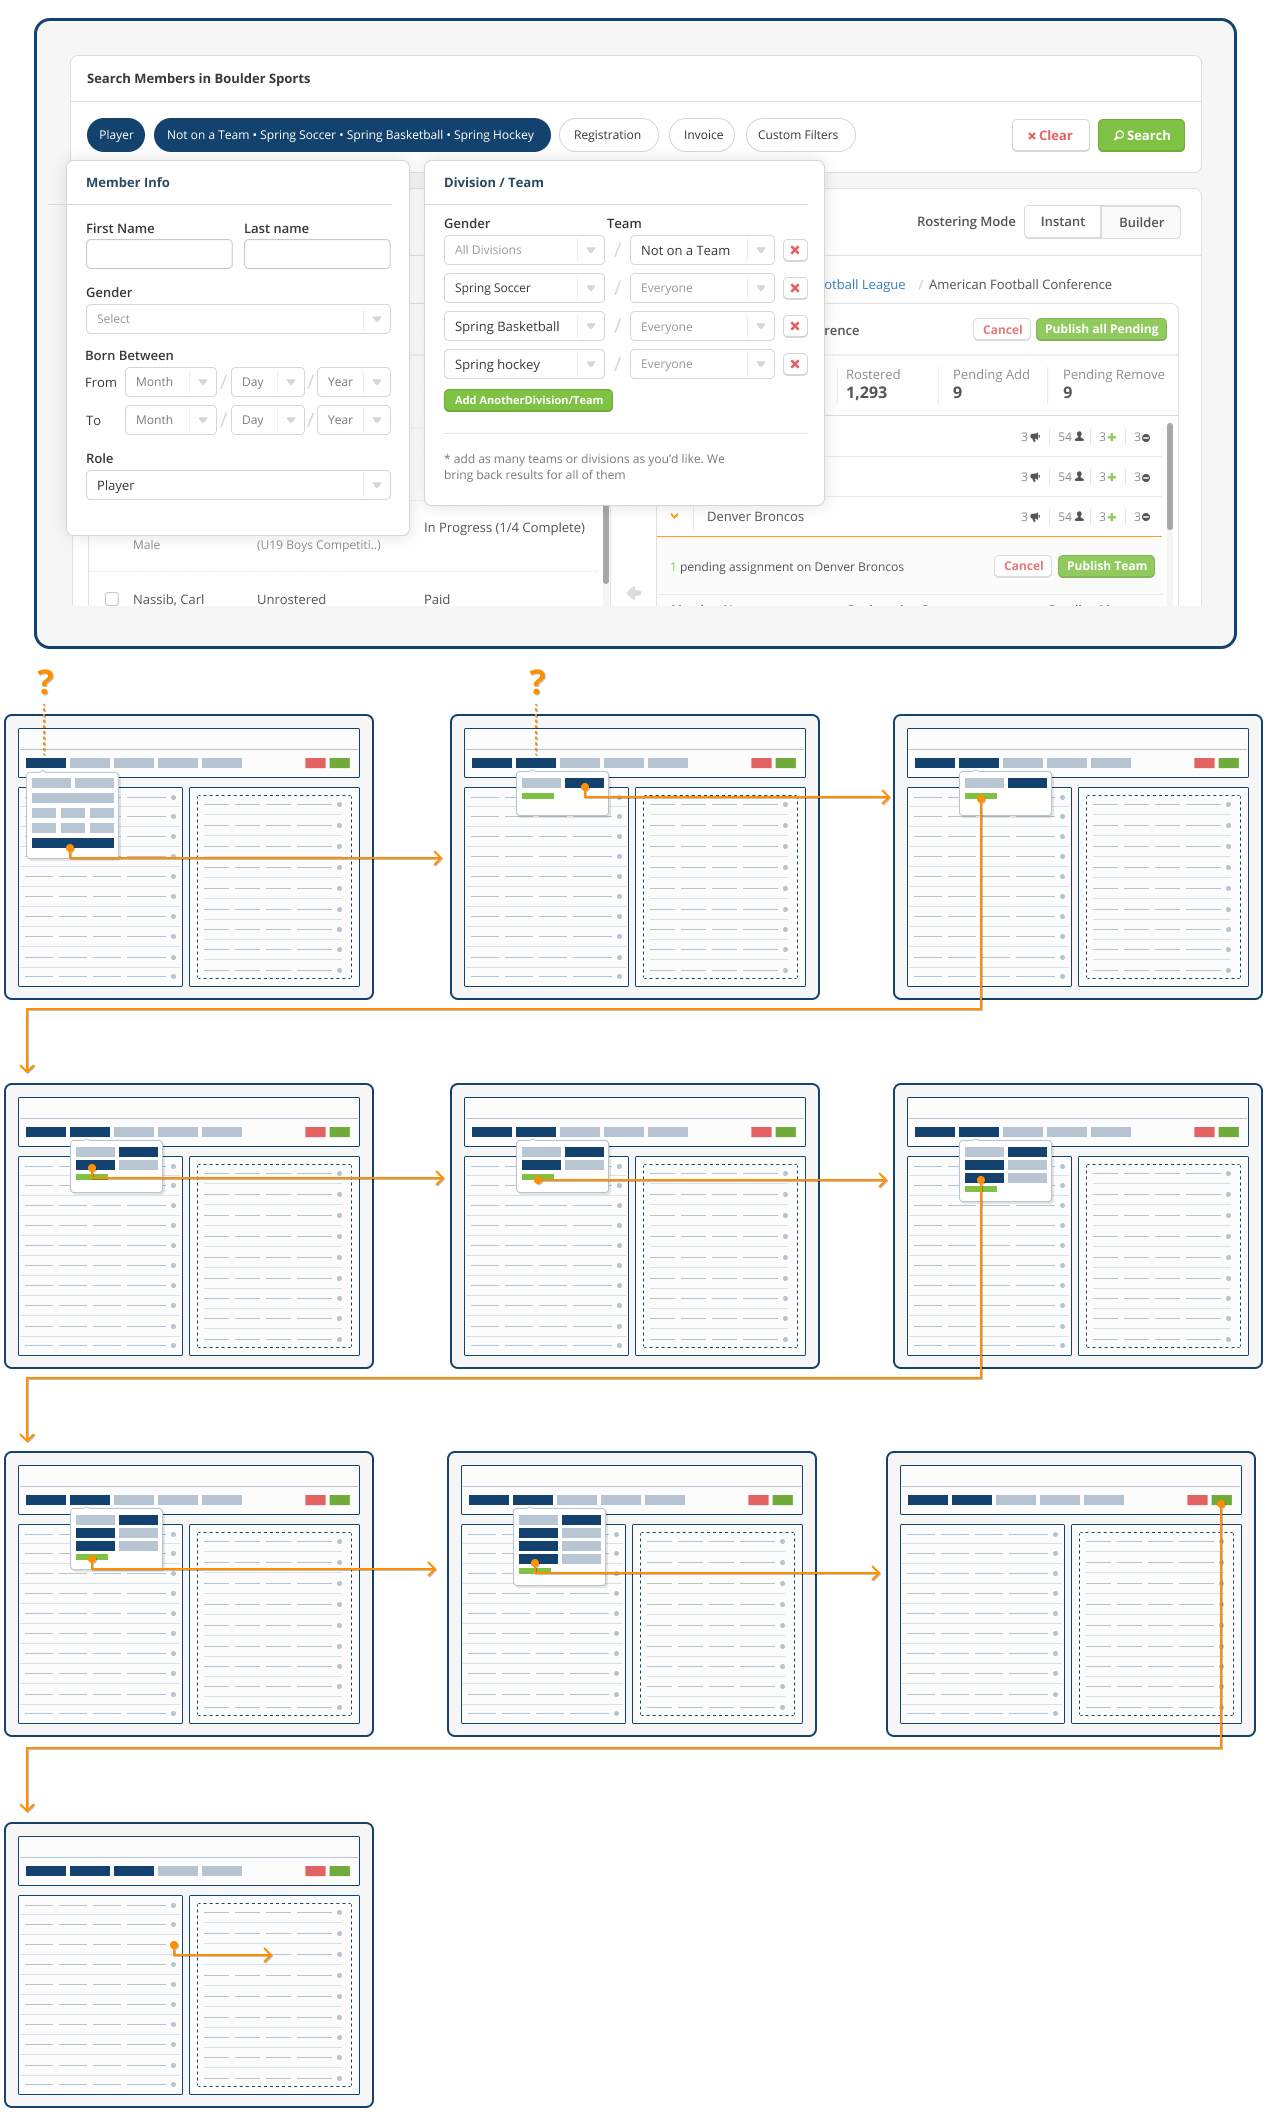 Search Members in Boulder Sports
Player
Not on a Team • Spring Soccer • Spring Basketball • Spring Hockey
Registration
Invoice
Custom Filters
Clear
Search
Member Info
First Name
Last name
Gender
Select
Born Between
From
Month
/
Day
/
Year
To
Month
/
Day
/
Year
Role
Player
Division / Team
Gender
Team
All Divisions
/
Not on a Team
Spring Soccer
/
Everyone
Spring Basketball
/
Everyone
Spring hockey
/
Everyone
Add AnotherDivision/Team
* add as many teams or divisions as you'd like. We
bring back results for all of them
Rostering Mode
Instant
Builder
otball League / American Football Conference
rence
Cancel
Publish all Pending
Rostered
1,293
Pending Add
9
Pending Remove
9
3
54
3
3
3
54
3
3
Denver Broncos
3
54
3
3
1 pending assignment on Denver Broncos
Cancel
Publish Team
In Progress (1/4 Complete)
Male
(U19 Boys Competiti..)
Nassib, Carl
Unrostered
Paid
?
?